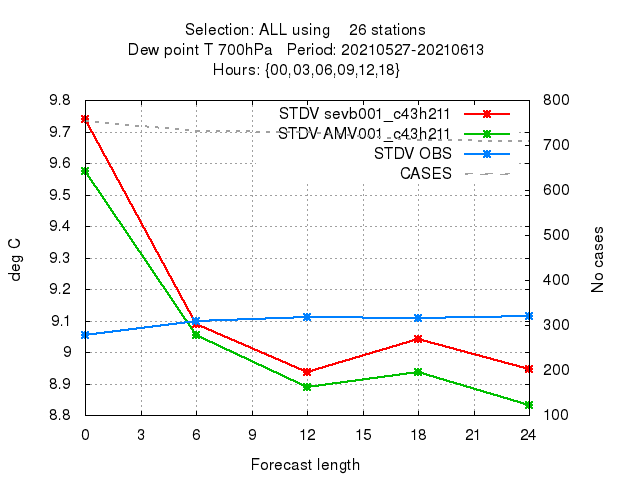 Selection: ALL using 26 stations
Dew point T 700hPa Period: 20210527-20210613
Hours: {00,03,06,09,12,18}
STDV sevb001_c43h211
STDV AMV001_c43h211
STDV OBS
CASES
9.8
9.7
9.6
9.5
9.4
9.3
9.2
9.1
9
8.9
8.8
deg C
800
700
600
500
400
300
200
100
No cases
0 3 6 9 12 15 18 21 24
Forecast length